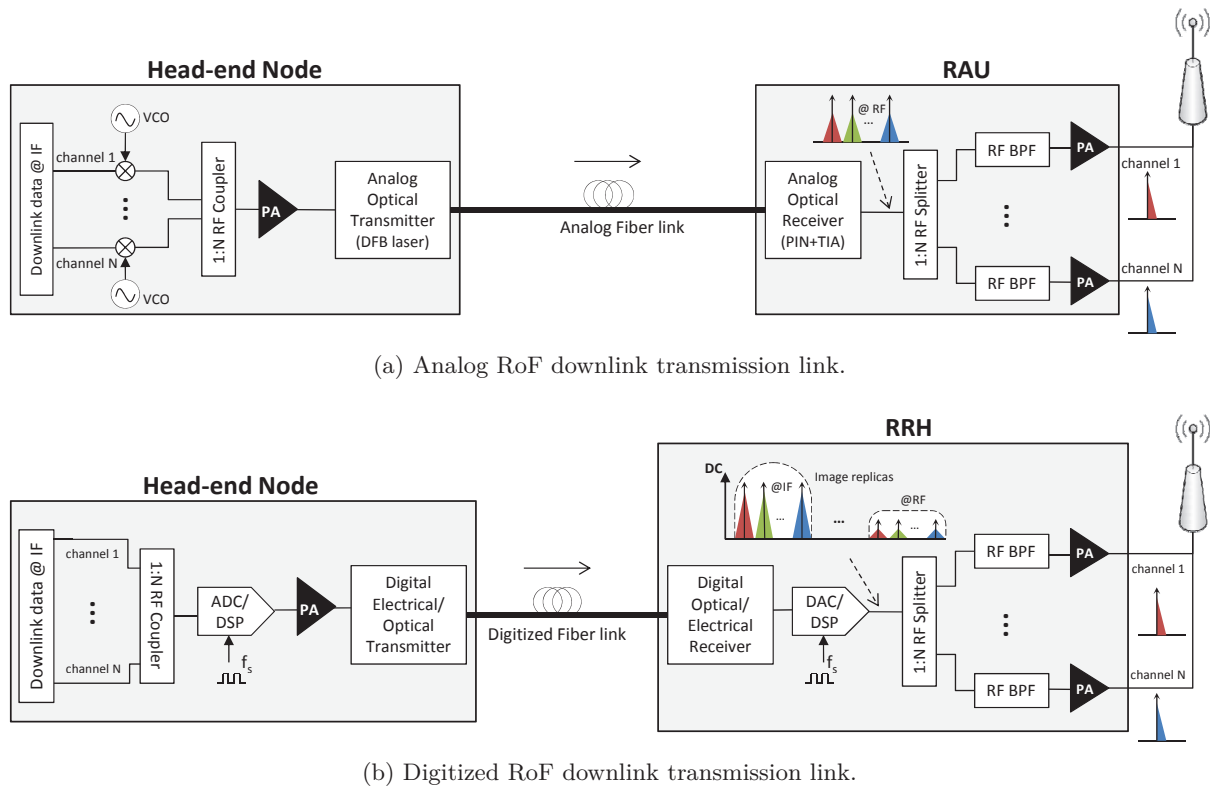 Head-end Node
Downlink data @ IF
channel 1
VCO
channel N
VCO
1:N RF Coupler
PA
Analog
Optical
Transmitter
(DFB laser)
Analog Fiber link
RAU
@ RF
...
Analog
Optical
Receiver
(PIN+TIA)
1:N RF Splitter
RF BPF
PA
channel 1
RF BPF
PA
channel N
(a) Analog RoF downlink transmission link.
Head-end Node
Downlink data @ IF
channel 1
channel N
1:N RF Coupler
ADC/
DSP
fs
PA
Digital
Electrical/
Optical
Transmitter
Digitized Fiber link
RRH
DC
@IF
...
Image replicas
...
@RF
...
Digital
Optical/
Electrical
Receiver
DAC/
DSP
fs
1:N RF Splitter
RF BPF
PA
channel 1
RF BPF
PA
channel N
(b) Digitized RoF downlink transmission link.